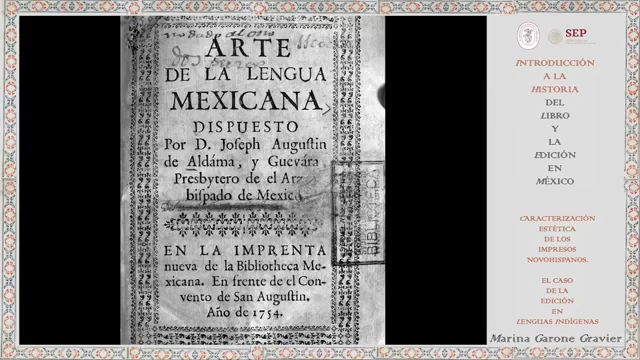 ARTE
DE LA LENGUA
MEXICANA
DISPUESTO
Por D. Joseph Augustin
de Aldáma, y Guevára
Presbytero de el Arz
bispado de Mexico
EN LA IMPRENTA
nueva de la Bibliotheca Me-
xicana. En frente de el Con-
vento de San Augustin.
Año de 1754.
BIBLIOTECA
SEP
INTRODUCCIÓN
A LA
HISTORIA
DEL
LIBRO
Y
LA
EDICIÓN
EN
MÉXICO
CARACTERIZACIÓN
ESTÉTICA
DE LOS
IMPRESOS
NOVOHISPANOS.
EL CASO
DE LA
EDICIÓN
EN
LENGUAS INDÍGENAS
Marina Garone Gravier